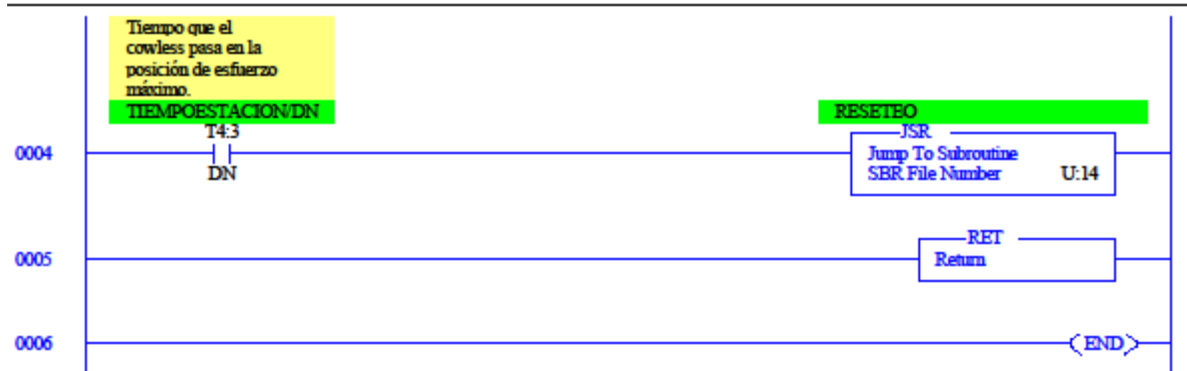 Tiempo que el
cowless pasa en la
posición de esfuerzo
máximo.
TIEMPOESTACION/DN
T4:3
DN
0004
RESETEO
JSR
Jump To Subroutine
SBR File Number U:14
0005
RET
Return
0006
END